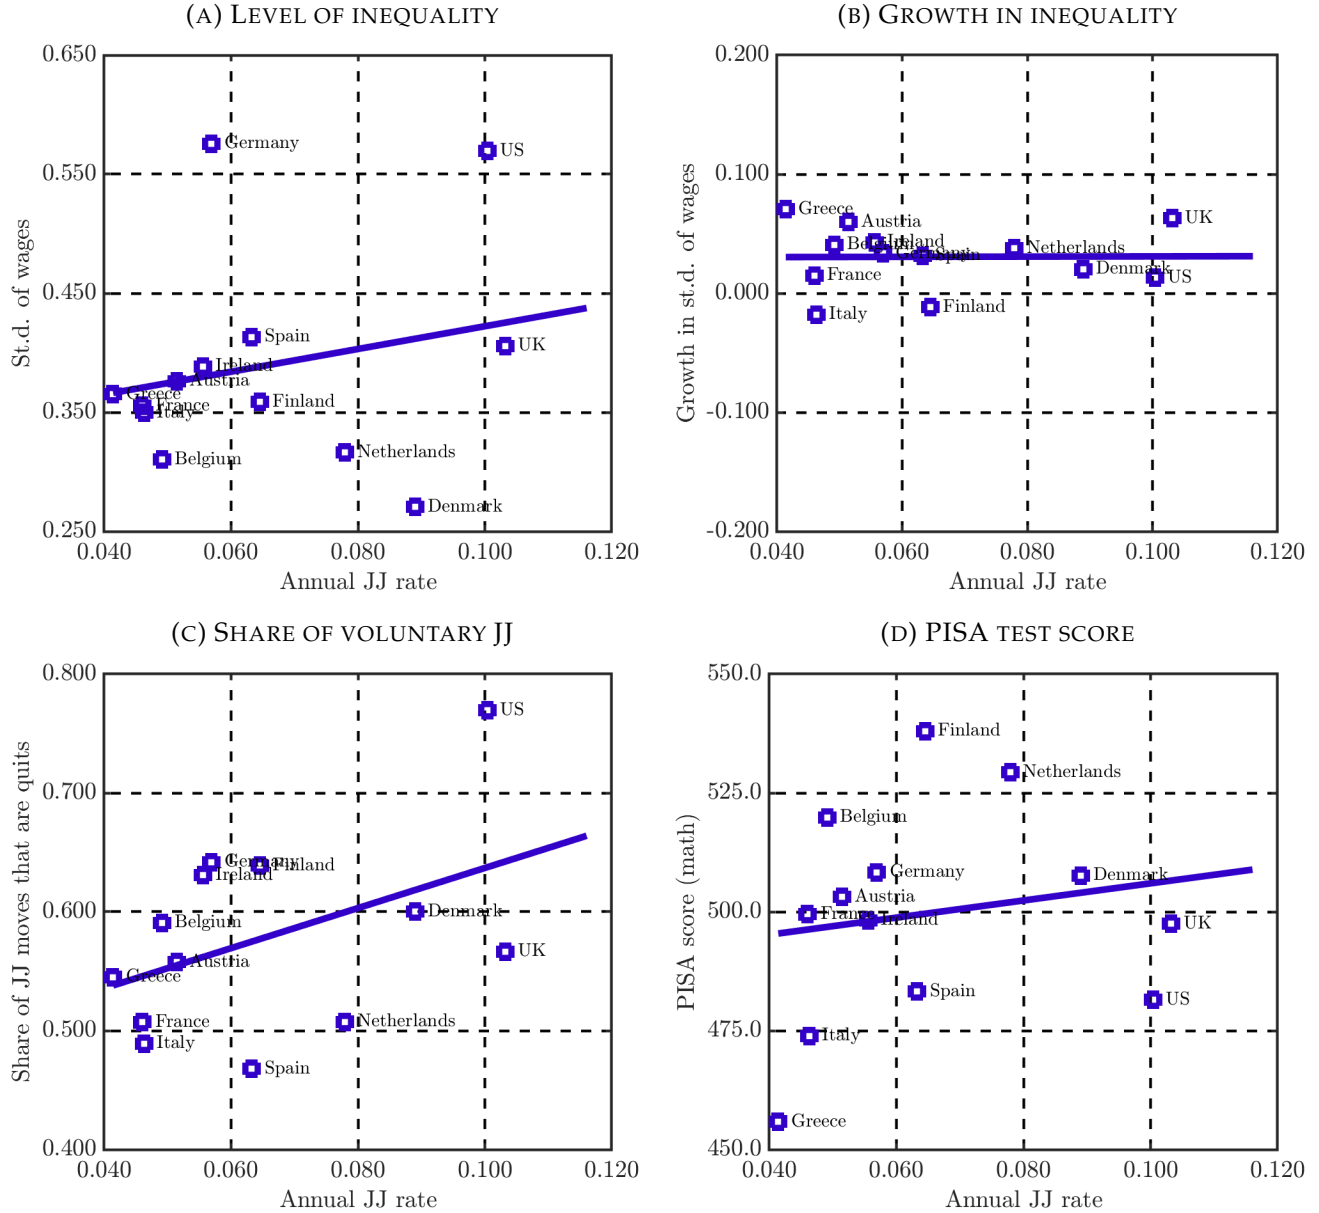 (A) LEVEL OF INEQUALITY
0.650
0.550
0.450
0.350
0.250
St.d. of wages
Germany
US
Spain
UK
Ireland
Austria
Greece
France
Italy
Finland
Belgium
Netherlands
Denmark
0.040 0.060 0.080 0.100 0.120
Annual JJ rate
(B) GROWTH IN INEQUALITY
0.200
0.100
0.000
-0.100
-0.200
Growth in st.d. of wages
Greece
Austria
UK
Belgium
Ireland
Germany
Spain
Netherlands
Denmark
US
France
Finland
Italy
0.040 0.060 0.080 0.100 0.120
Annual JJ rate
(C) SHARE OF VOLUNTARY JJ
0.800
0.700
0.600
0.500
0.400
Share of JJ moves that are quits
US
Germany
Finland
Ireland
Belgium
Denmark
Austria
UK
Greece
France
Netherlands
Italy
Spain
0.040 0.060 0.080 0.100 0.120
Annual JJ rate
(D) PISA TEST SCORE
550.0
525.0
500.0
475.0
450.0
PISA score (math)
Finland
Netherlands
Belgium
Germany
Denmark
Austria
France
Ireland
UK
Spain
US
Italy
Greece
0.040 0.060 0.080 0.100 0.120
Annual JJ rate